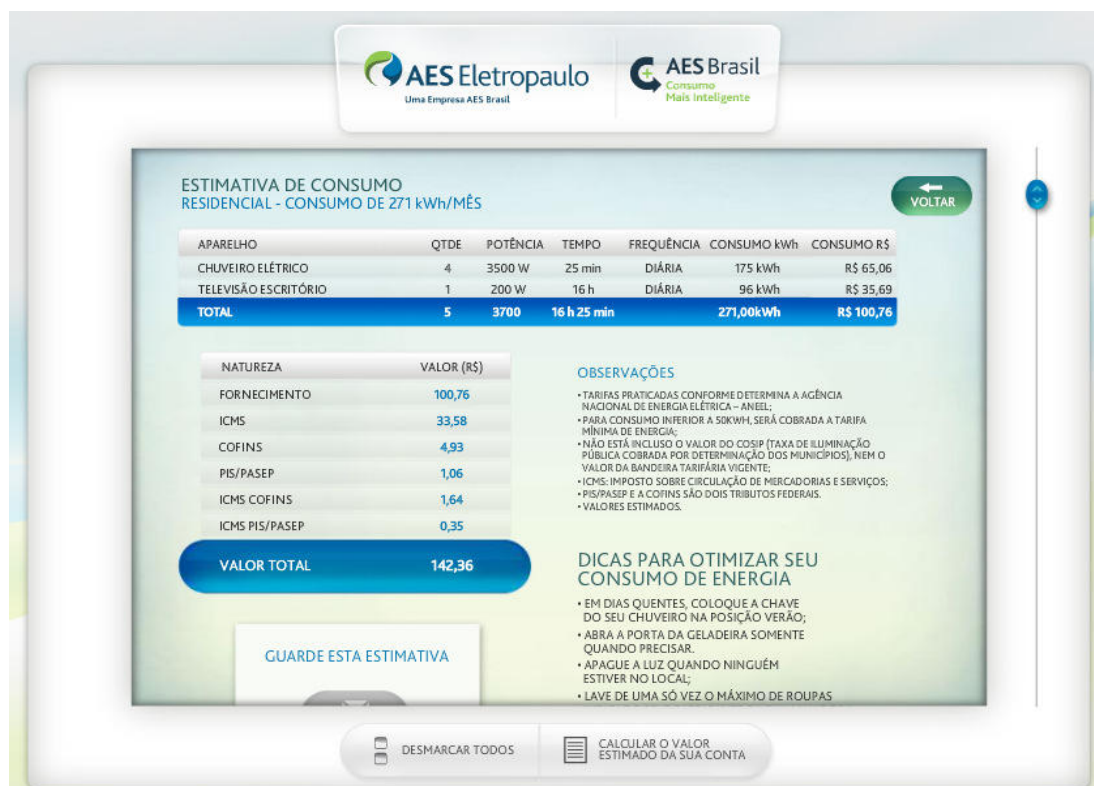 AES Eletropaulo
Uma Empresa AES Brasil
AES Brasil
Consumo
Mais Inteligente
ESTIMATIVA DE CONSUMO
RESIDENCIAL - CONSUMO DE 271 kWh/MÊS
VOLTAR
APARELHO QTDE POTÊNCIA TEMPO FREQUÊNCIA CONSUMO kWh CONSUMO R$
CHUVEIRO ELÉTRICO 4 3500 W 25 min DIÁRIA 175 kWh R$ 65,06
TELEVISÃO ESCRITÓRIO 1 200 W 16 h DIÁRIA 96 kWh R$ 35,69
TOTAL 5 3700 16 h 25 min 271,00kWh R$ 100,76
NATUREZA VALOR (R$)
FORNECIMENTO 100,76
ICMS 33,58
COFINS 4,93
PIS/PASEP 1,06
ICMS COFINS 1,64
ICMS PIS/PASEP 0,35
VALOR TOTAL 142,36
GUARDE ESTA ESTIMATIVA
OBSERVAÇÕES
• TARIFAS PRATICADAS CONFORME DETERMINA A AGÊNCIA
NACIONAL DE ENERGIA ELÉTRICA – ANEEL;
• PARA CONSUMO INFERIOR A 50KWH, SERÁ COBRADA A TARIFA
MÍNIMA DE ENERGIA;
• NÃO ESTÁ INCLUSO O VALOR DO COSIP (TAXA DE ILUMINAÇÃO
PÚBLICA COBRADA POR DETERMINAÇÃO DOS MUNICÍPIOS), NEM O
VALOR DA BANDEIRA TARIFÁRIA VIGENTE;
• ICMS: IMPOSTO SOBRE CIRCULAÇÃO DE MERCADORIAS E SERVIÇOS;
• PIS/PASEP E A COFINS SÃO DOIS TRIBUTOS FEDERAIS.
• VALORES ESTIMADOS.
DICAS PARA OTIMIZAR SEU
CONSUMO DE ENERGIA
• EM DIAS QUENTES, COLOQUE A CHAVE
DO SEU CHUVEIRO NA POSIÇÃO VERÃO;
• ABRA A PORTA DA GELADEIRA SOMENTE
QUANDO PRECISAR.
• APAGUE A LUZ QUANDO NINGUÉM
ESTIVER NO LOCAL;
• LAVE DE UMA SÓ VEZ O MÁXIMO DE ROUPAS
DESMARCAR TODOS
CALCULAR O VALOR
ESTIMADO DA SUA CONTA